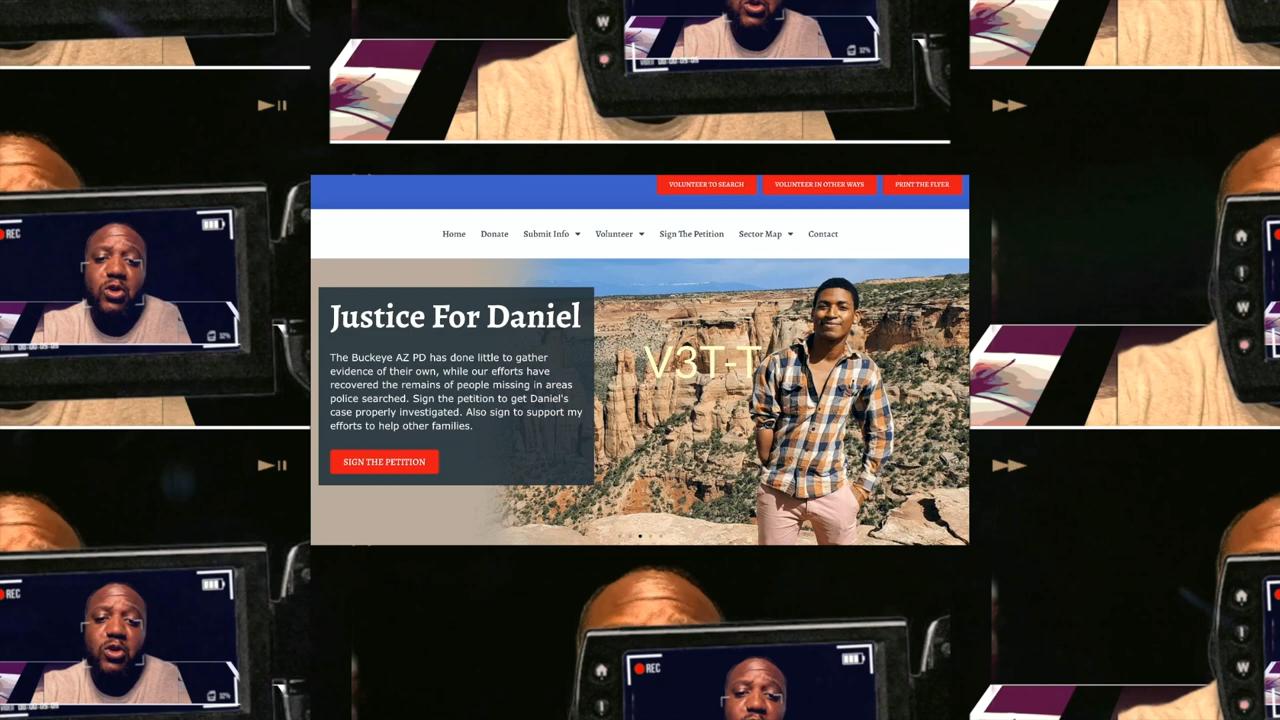 VOLUNTEER TO SEARCH VOLUNTEER IN OTHER WAYS PRINT THE FLYER
Home Donate Submit Info Volunteer Sign The Petition Sector Map Contact
Justice For Daniel
The Buckeye AZ PD has done little to gather
evidence of their own, while our efforts have
recovered the remains of people missing in areas
police searched. Sign the petition to get Daniel's
case properly investigated. Also sign to support my
efforts to help other families.
SIGN THE PETITION
V3T-T
W
REC
REC
W
REC
W
REC